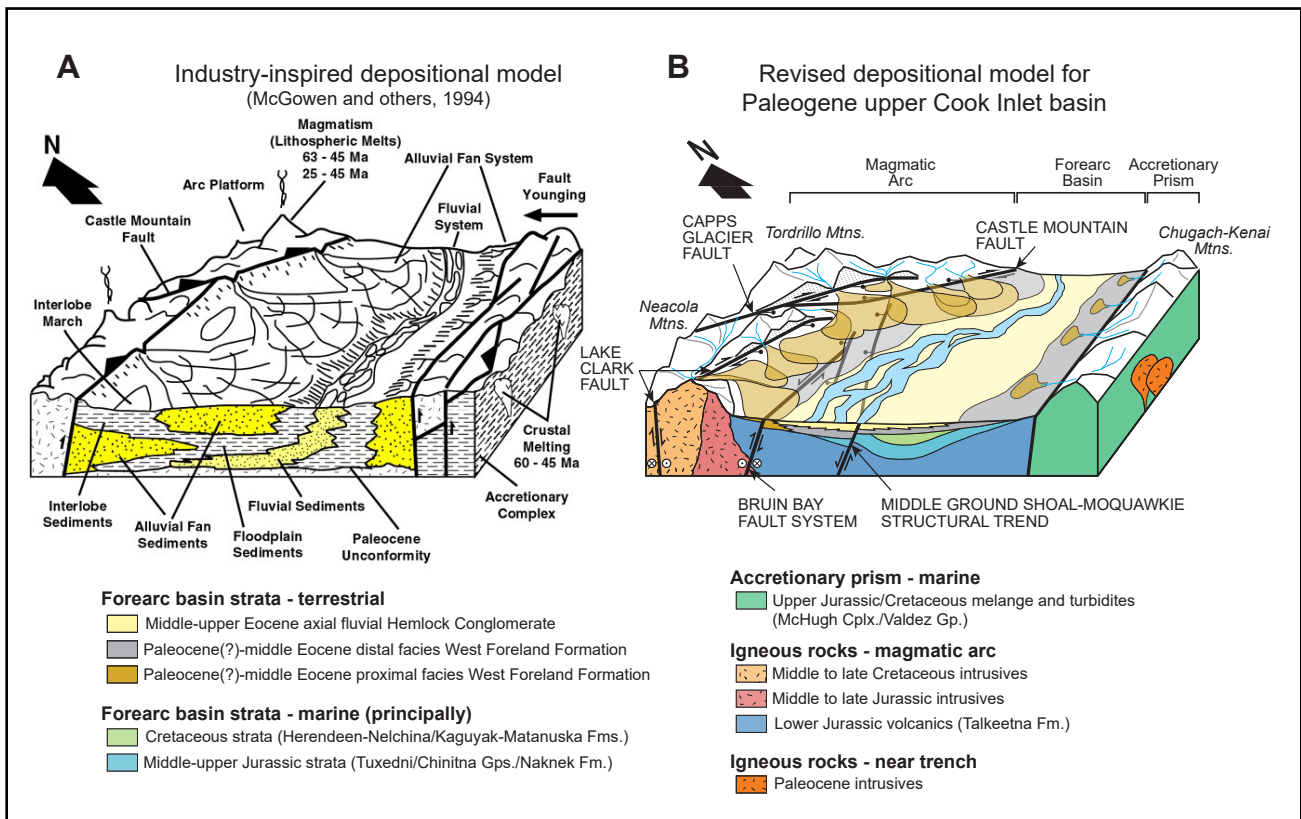 A
Industry-inspired depositional model
(McGowen and others, 1994)
N
Magmatism
(Lithospheric Melts)
63 - 45 Ma
25 - 45 Ma
Alluvial Fan System
Arc Platform
Fault
Younging
Castle Mountain
Fault
Fluvial
System
Interlobe
March
Crustal
Melting
60 - 45 Ma
Accretionary
Complex
Interlobe
Sediments
Alluvial Fan
Sediments
Fluvial Sediments
Floodplain
Sediments
Paleocene
Unconformity
B
Revised depositional model for
Paleogene upper Cook Inlet basin
N
Magmatic
Arc
Forearc
Basin
Accretionary
Prism
CAPPS
GLACIER
FAULT
Tordrillo Mtns.
CASTLE MOUNTAIN
FAULT
Chugach-Kenai
Mtns.
Neacola
Mtns.
LAKE
CLARK
FAULT
BRUIN BAY
FAULT SYSTEM
MIDDLE GROUND SHOAL-MOQUAWKIE
STRUCTURAL TREND
Forearc basin strata - terrestrial
Middle-upper Eocene axial fluvial Hemlock Conglomerate
Paleocene(?)-middle Eocene distal facies West Foreland Formation
Paleocene(?)-middle Eocene proximal facies West Foreland Formation
Forearc basin strata - marine (principally)
Cretaceous strata (Herendeen-Nelchina/Kaguyak-Matanuska Fms.)
Middle-upper Jurassic strata (Tuxedni/Chinitna Gps./Naknek Fm.)
Accretionary prism - marine
Upper Jurassic/Cretaceous melange and turbidites
(McHugh Cplx./Valdez Gp.)
Igneous rocks - magmatic arc
Middle to late Cretaceous intrusives
Middle to late Jurassic intrusives
Lower Jurassic volcanics (Talkeetna Fm.)
Igneous rocks - near trench
Paleocene intrusives